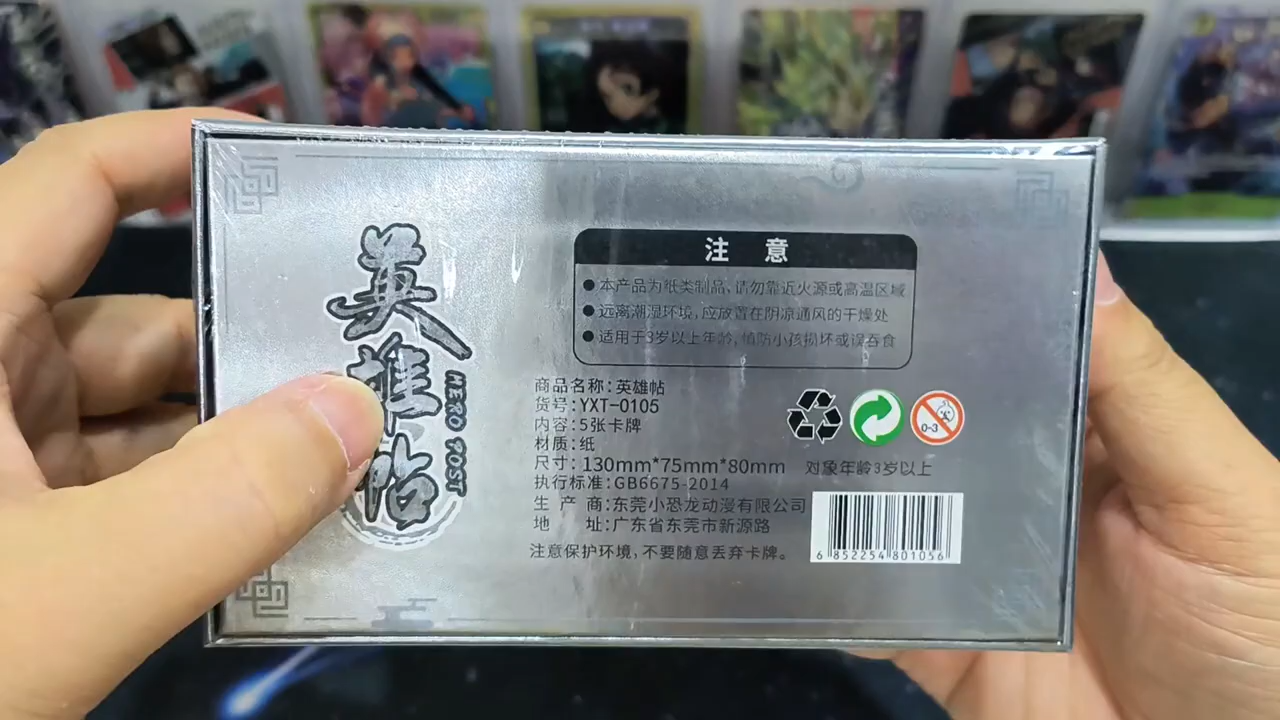 英雄帖
HERO POST
注 意
●本产品为纸类制品,请勿靠近火源或高温区域
●远离潮湿环境,应放置在阴凉通风的干燥处
●适用于3岁以上年龄,慎防小孩损坏或误吞食
商品名称:英雄帖
货号:YXT-0105
内容:5张卡牌
材质:纸
尺寸:130mm*75mm*80mm
执行标准:GB6675-2014
生 产 商:东莞小恐龙动漫有限公司
地 址:广东省东莞市新源路
注意保护环境,不要随意丢弃卡牌。
0-3
对象年龄3岁以上
6 852254 801056